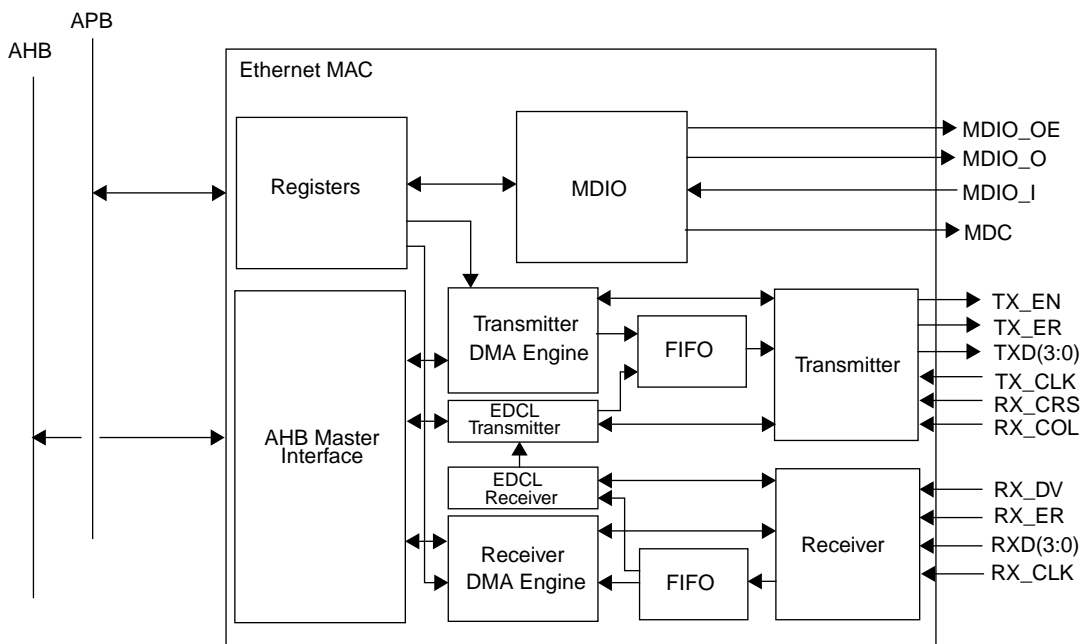 APB
AHB
Ethernet MAC
Registers
MDIO
MDIO_OE
MDIO_O
MDIO_I
MDC
Transmitter
DMA Engine
FIFO
Transmitter
TX_EN
TX_ER
TXD(3:0)
TX_CLK
RX_CRS
RX_COL
EDCL
Transmitter
AHB Master
Interface
EDCL
Receiver
Receiver
DMA Engine
FIFO
Receiver
RX_DV
RX_ER
RXD(3:0)
RX_CLK